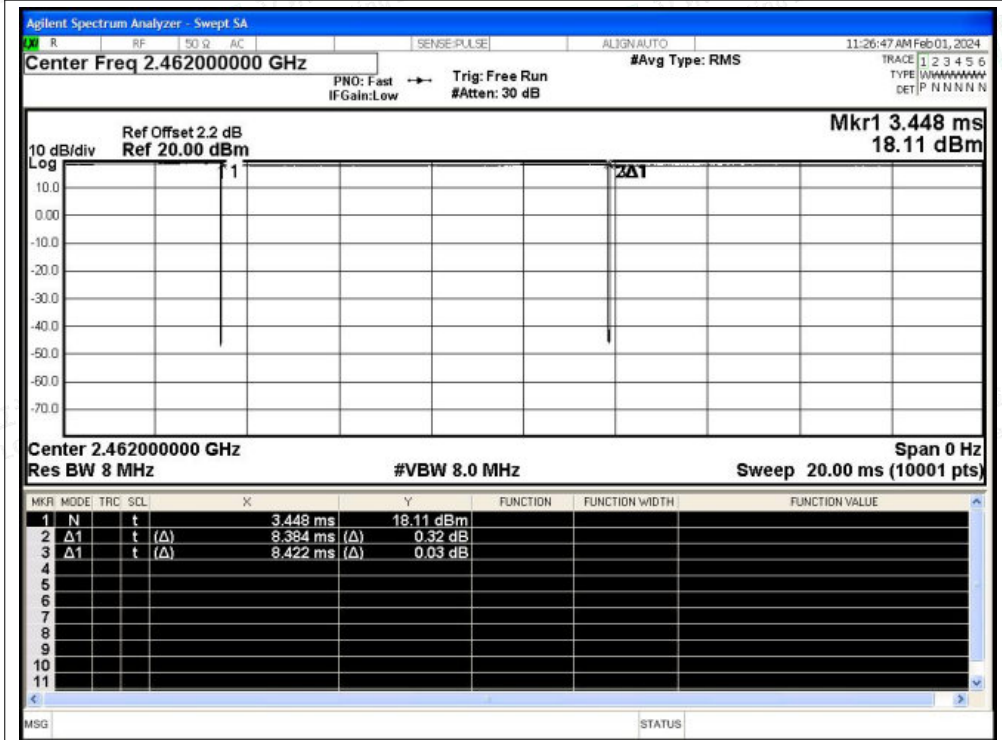 Agilent Spectrum Analyzer - Swept SA
LXI R RF 50 Ω AC SENSE:PULSE ALIGNAUTO 11:26:47 AM Feb 01, 2024
Center Freq 2.462000000 GHz #Avg Type: RMS TRACE 1 2 3 4 5 6
PNO: Fast Trig: Free Run TYPE
IFGain:Low #Atten: 30 dB DET P N N N N N
Mkr1 3.448 ms
Ref Offset 2.2 dB
10 dB/div Ref 20.00 dBm 18.11 dBm
Log
1 2Δ1
10.0
0.00
-10.0
-20.0
-30.0
-40.0
-50.0
-60.0
-70.0
Center 2.462000000 GHz Span 0 Hz
Res BW 8 MHz #VBW 8.0 MHz Sweep 20.00 ms (10001 pts)
MKR MODE TRC SCL X Y FUNCTION FUNCTION WIDTH FUNCTION VALUE
1 N t 3.448 ms 18.11 dBm
2 Δ1 t (Δ) 8.384 ms (Δ) 0.32 dB
3 Δ1 t (Δ) 8.422 ms (Δ) 0.03 dB
4
5
6
7
8
9
10
11
MSG STATUS